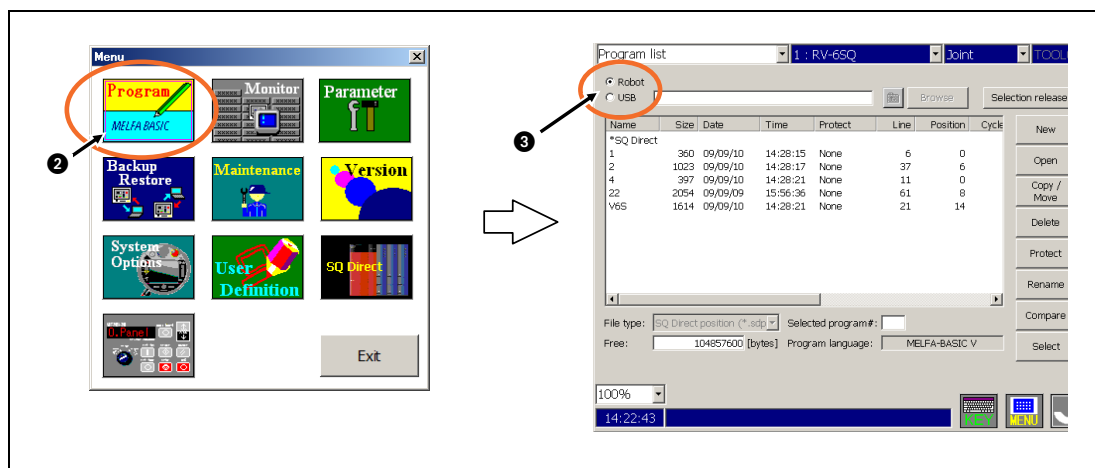 Menu
Program
MELFA BASIC
Monitor
Parameter
Backup
Restore
Maintenance
Version
System
Options
User
Definition
SQ Direct
O.Panel
Exit
2
3
Program list
1 : RV-6SQ
Joint
TOOL
Robot
USB
Browse
Selection release
Name Size Date Time Protect Line Position Cycle
*SQ Direct
1 360 09/09/10 14:28:15 None 6 0
2 1023 09/09/10 14:28:17 None 37 6
4 397 09/09/10 14:28:21 None 11 0
22 2054 09/09/09 15:56:36 None 61 8
V6S 1614 09/09/10 14:28:21 None 21 14
New
Open
Copy /
Move
Delete
Protect
Rename
Compare
Select
File type: SQ Direct position (*.sdp Selected program#:
Free: 104857600 [bytes] Program language: MELFA-BASIC V
100%
14:22:43
KEY
MENU